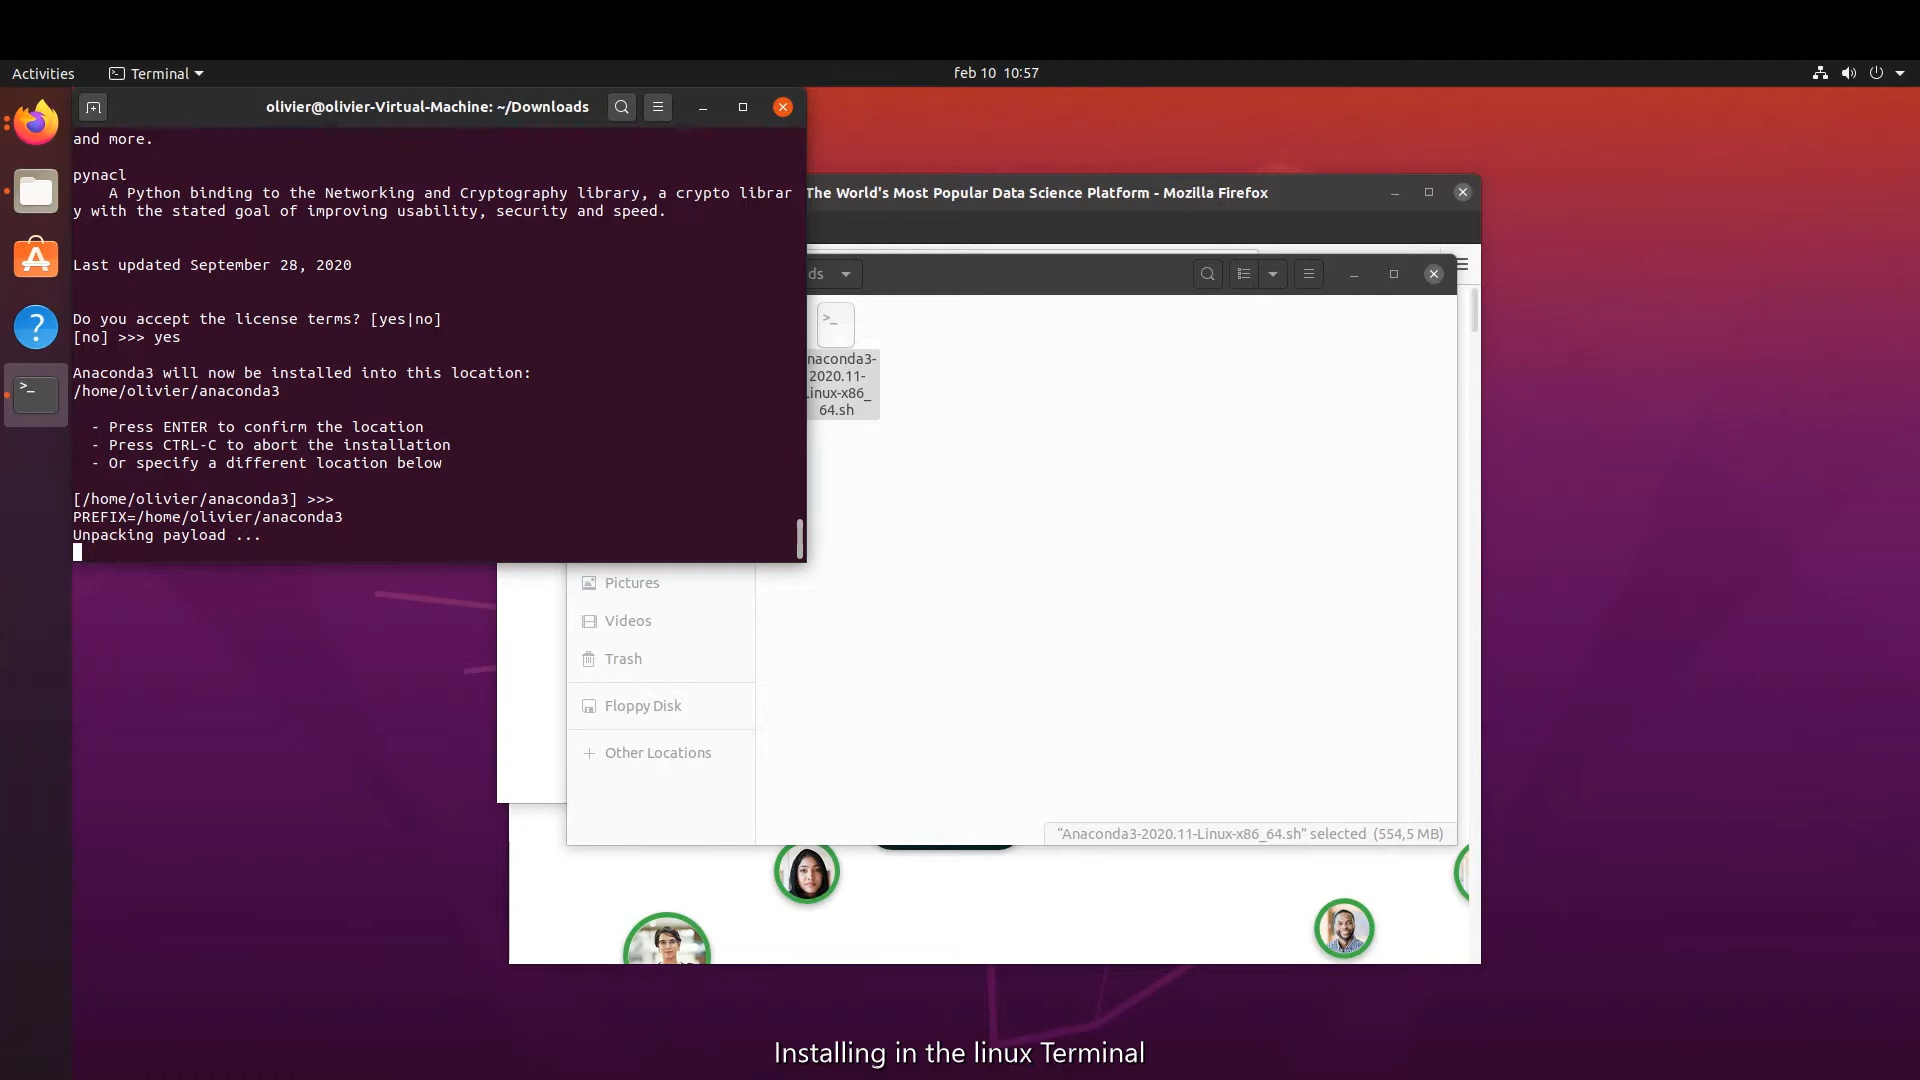 Activities
Terminal
feb 10 10:57
olivier@olivier-Virtual-Machine: ~/Downloads
and more.
pynacl
A Python binding to the Networking and Cryptography library, a crypto librar
y with the stated goal of improving usability, security and speed.
Last updated September 28, 2020
Do you accept the license terms? [yes|no]
[no] >>> yes
Anaconda3 will now be installed into this location:
/home/olivier/anaconda3
- Press ENTER to confirm the location
- Press CTRL-C to abort the installation
- Or specify a different location below
[/home/olivier/anaconda3] >>>
PREFIX=/home/olivier/anaconda3
Unpacking payload ...
The World's Most Popular Data Science Platform - Mozilla Firefox
ds
naconda3-
2020.11-
Linux-x86_
64.sh
Pictures
Videos
Trash
Floppy Disk
+ Other Locations
"Anaconda3-2020.11-Linux-x86_64.sh" selected (554,5 MB)
Installing in the linux Terminal